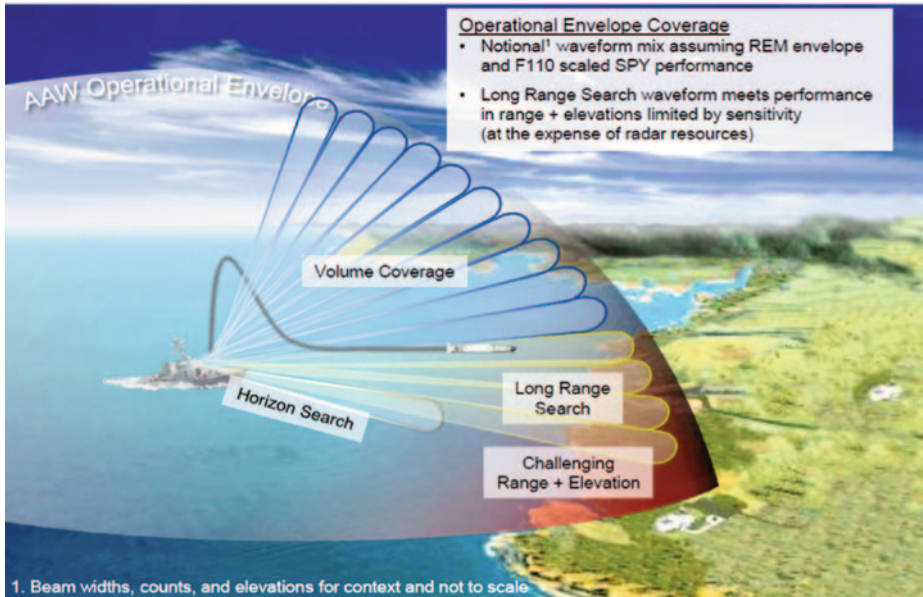 Operational Envelope Coverage
• Notional¹ waveform mix assuming REM envelope
and F110 scaled SPY performance
• Long Range Search waveform meets performance
in range + elevations limited by sensitivity
(at the expense of radar resources)
AAW Operational Envelope
Volume Coverage
Horizon Search
Long Range
Search
Challenging
Range + Elevation
1. Beam widths, counts, and elevations for context and not to scale